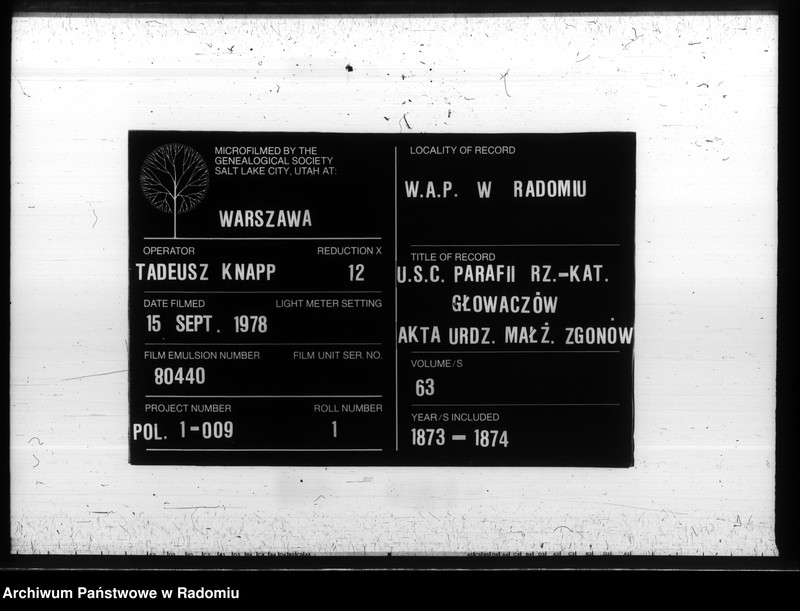 MICROFILMED BY THE
GENEALOGICAL SOCIETY
SALT LAKE CITY, UTAH AT:
WARSZAWA
OPERATOR REDUCTION X
TADEUSZ KNAPP 12
DATE FILMED LIGHT METER SETTING
15 SEPT. 1978
FILM EMULSION NUMBER FILM UNIT SER. NO.
80440
PROJECT NUMBER ROLL NUMBER
POL. 1-009 1
LOCALITY OF RECORD
W.A.P. W RADOMIU
TITLE OF RECORD
U.S.C. PARAFII RZ.-KAT.
GŁOWACZÓW
AKTA URDZ. MAŁŻ. ZGONÓW
VOLUME/S
63
YEAR/S INCLUDED
1873 - 1874
Archiwum Państwowe w Radomiu